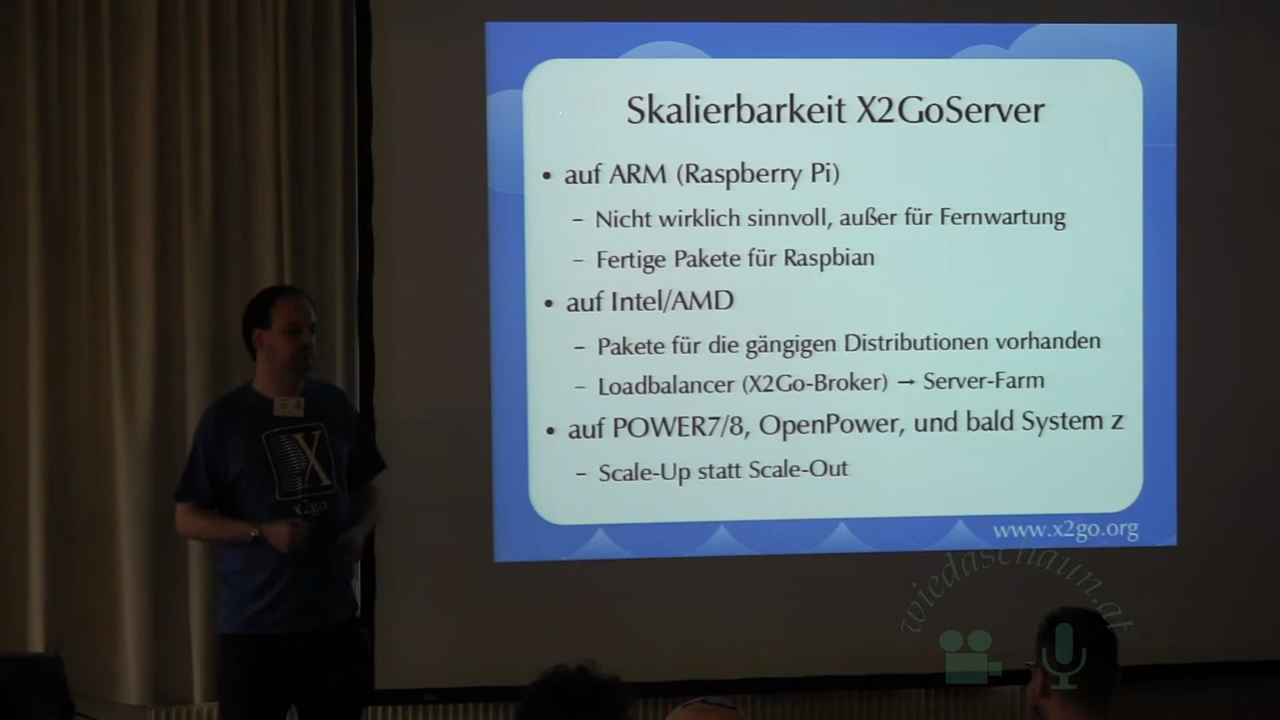 Skalierbarkeit X2GoServer
• auf ARM (Raspberry Pi)
– Nicht wirklich sinnvoll, außer für Fernwartung
– Fertige Pakete für Raspbian
• auf Intel/AMD
– Pakete für die gängigen Distributionen vorhanden
– Loadbalancer (X2Go-Broker) → Server-Farm
• auf POWER7/8, OpenPower, und bald System z
– Scale-Up statt Scale-Out
www.x2go.org
X
x2go
wiedaschaun.at